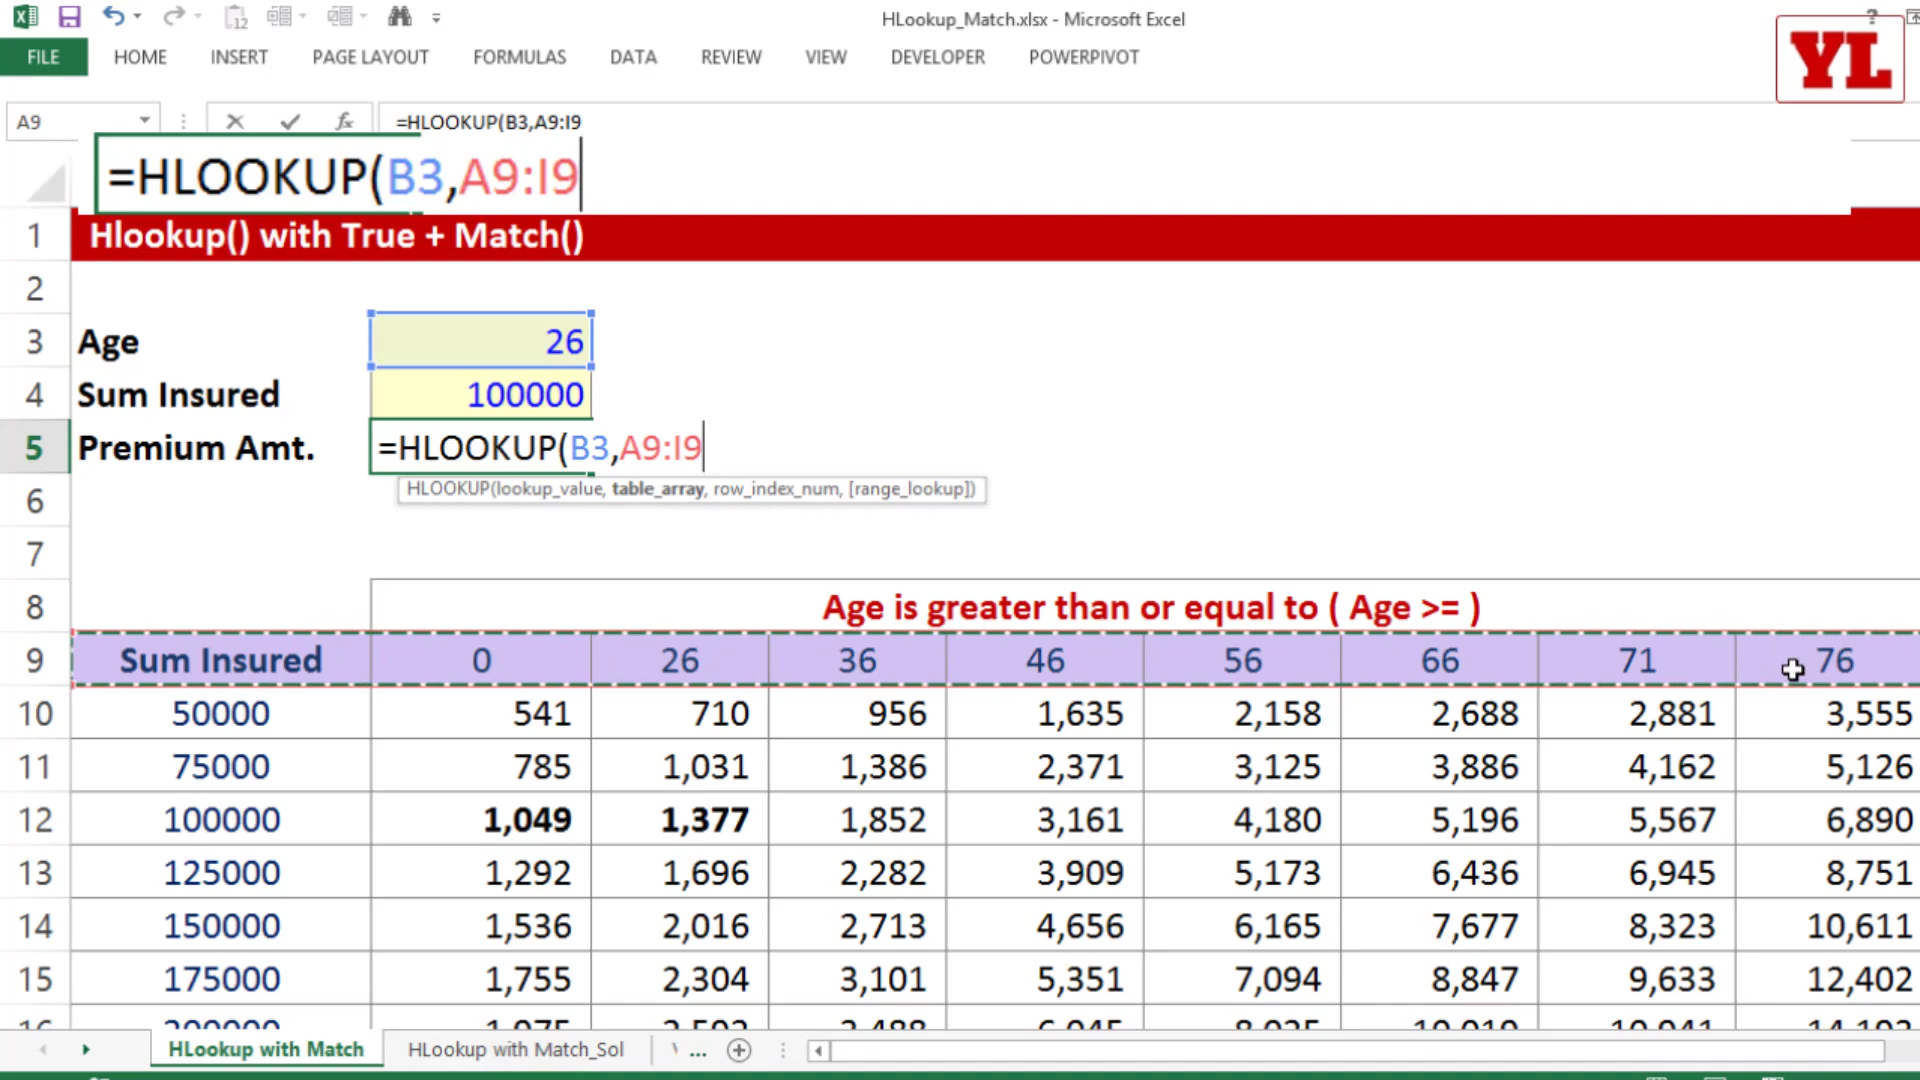 HLookup_Match.xlsx - Microsoft Excel
?
12
FILE HOME INSERT PAGE LAYOUT FORMULAS DATA REVIEW VIEW DEVELOPER POWERPIVOT
YL
A9 fx =HLOOKUP(B3,A9:I9
=HLOOKUP(B3,A9:I9
1 Hlookup() with True + Match()
2
3 Age 26
4 Sum Insured 100000
5 Premium Amt. =HLOOKUP(B3,A9:I9
HLOOKUP(lookup_value, table_array, row_index_num, [range_lookup])
6
7
8 Age is greater than or equal to ( Age >= )
9 Sum Insured 0 26 36 46 56 66 71 76
10 50000 541 710 956 1,635 2,158 2,688 2,881 3,555
11 75000 785 1,031 1,386 2,371 3,125 3,886 4,162 5,126
12 100000 1,049 1,377 1,852 3,161 4,180 5,196 5,567 6,890
13 125000 1,292 1,696 2,282 3,909 5,173 6,436 6,945 8,751
14 150000 1,536 2,016 2,713 4,656 6,165 7,677 8,323 10,611
15 175000 1,755 2,304 3,101 5,351 7,094 8,847 9,633 12,402
HLookup with Match HLookup with Match_Sol ...